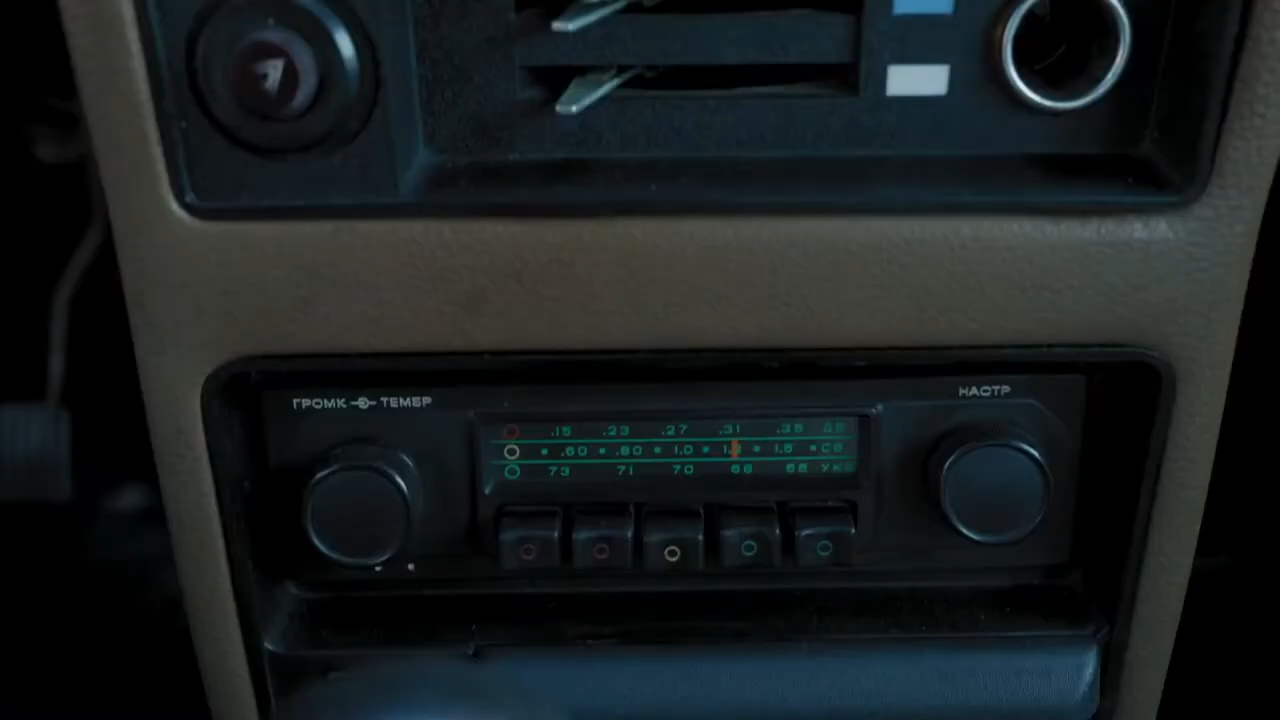 ГРОМК ТЕМБР
НАСТР
.15 .23 .27 .31 .35 ДВ
.60 .80 1.0 1.5 СВ
73 71 70 68 66 УКВ